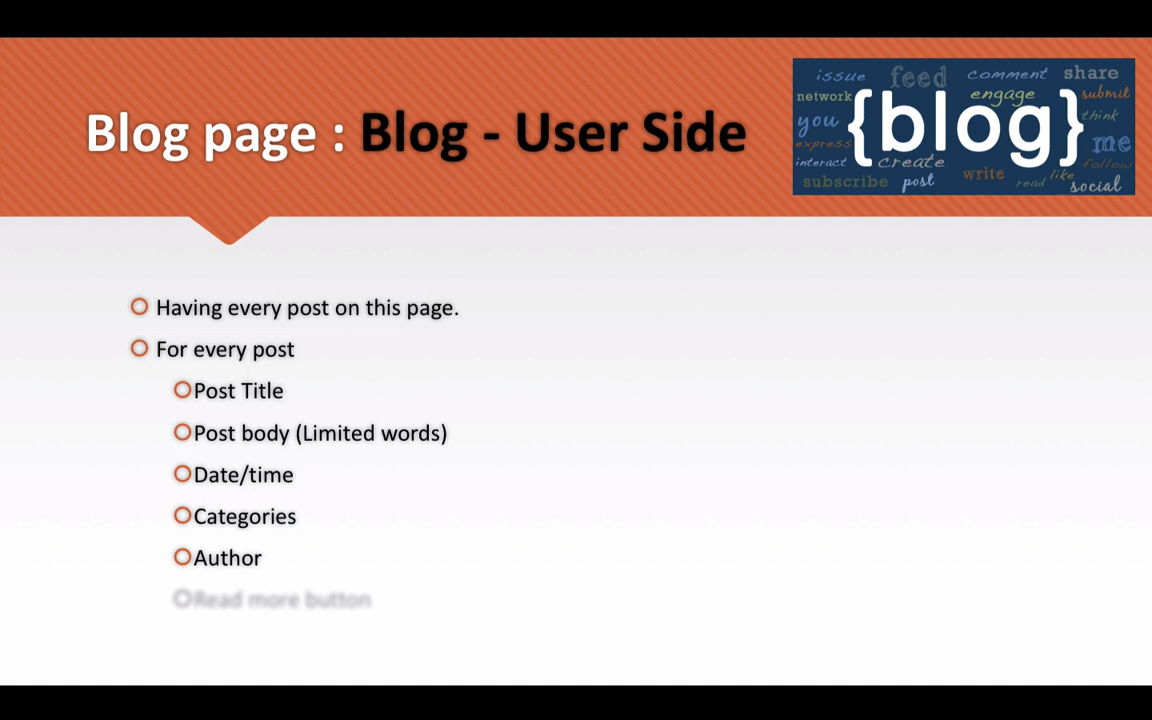 Blog page : Blog - User Side
issue feed comment share
network engage submit
you {blog} think
express me
interact create follow
subscribe post write read like social
Having every post on this page.
For every post
Post Title
Post body (Limited words)
Date/time
Categories
Author
Read more button